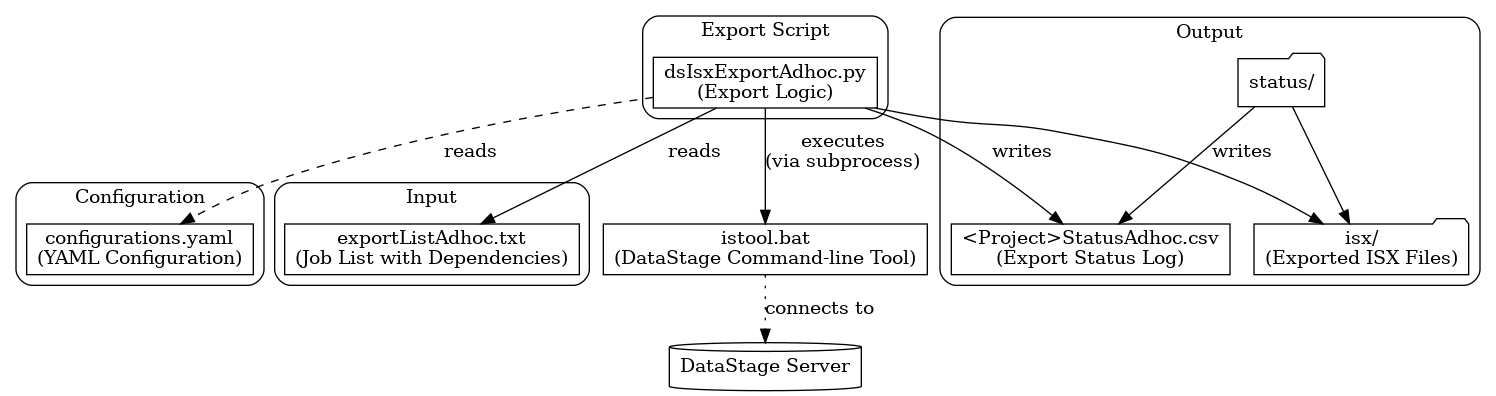 Export Script
dsIsxExportAdhoc.py
(Export Logic)
Output
status/
reads
reads
executes
(via subprocess)
writes
writes
Configuration
configurations.yaml
(YAML Configuration)
Input
exportListAdhoc.txt
(Job List with Dependencies)
istool.bat
(DataStage Command-line Tool)
<Project>StatusAdhoc.csv
(Export Status Log)
isx/
(Exported ISX Files)
connects to
DataStage Server